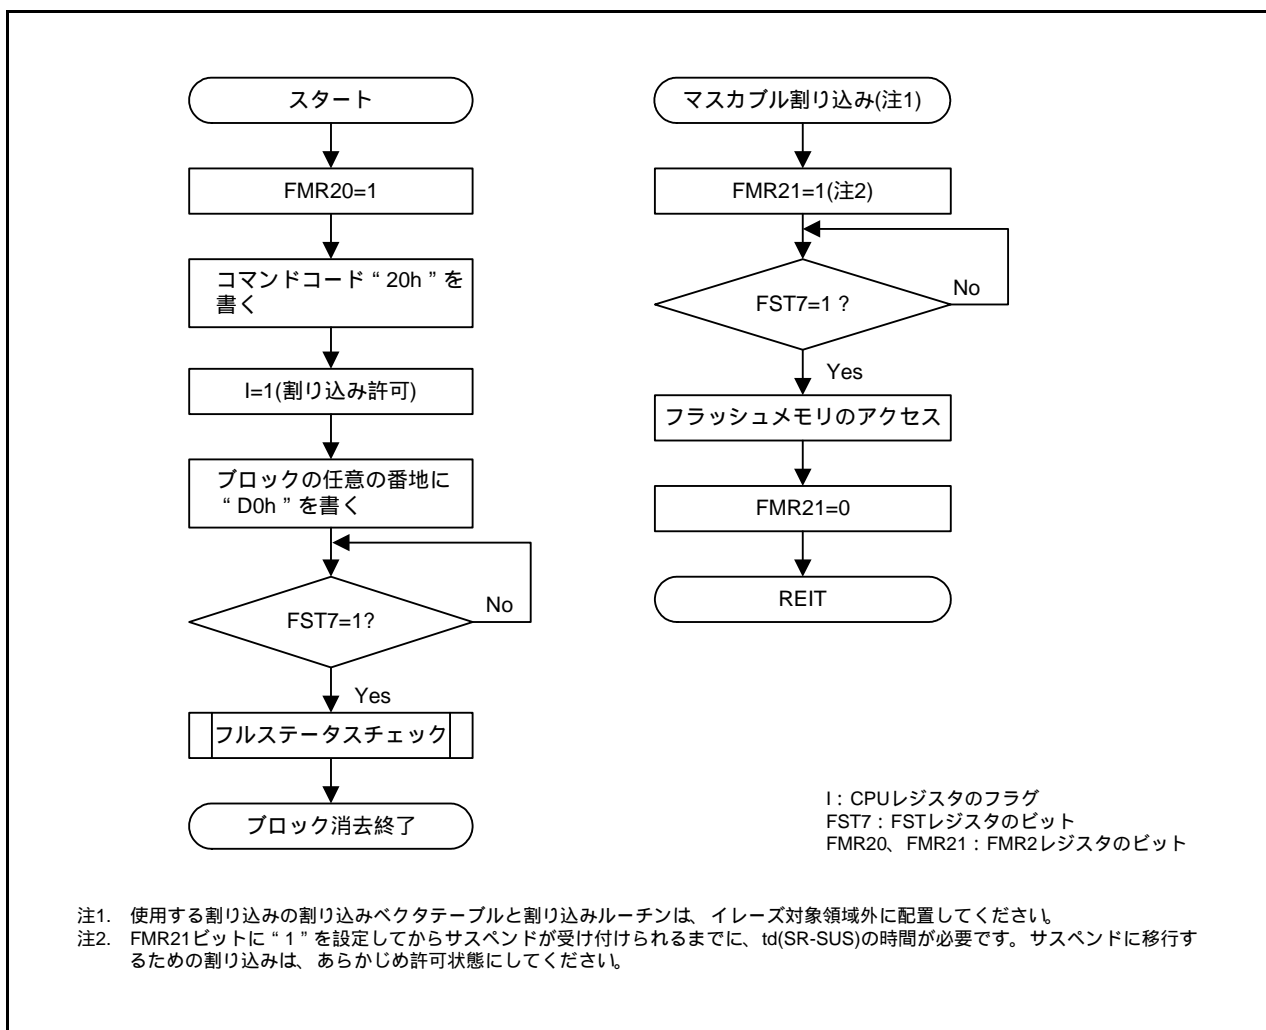 スタート
FMR20=1
コマンドコード“20h”を
書く
I=1(割り込み許可)
ブロックの任意の番地に
“D0h”を書く
FST7=1?
No
Yes
フルステータスチェック
ブロック消去終了
マスカブル割り込み(注1)
FMR21=1(注2)
FST7=1 ?
No
Yes
フラッシュメモリのアクセス
FMR21=0
REIT
I：CPUレジスタのフラグ
FST7：FSTレジスタのビット
FMR20、FMR21：FMR2レジスタのビット
注1. 使用する割り込みの割り込みベクタテーブルと割り込みルーチンは、イレーズ対象領域外に配置してください。
注2. FMR21ビットに“1”を設定してからサスペンドが受け付けられるまでに、td(SR-SUS)の時間が必要です。サスペンドに移行す
るための割り込みは、あらかじめ許可状態にしてください。